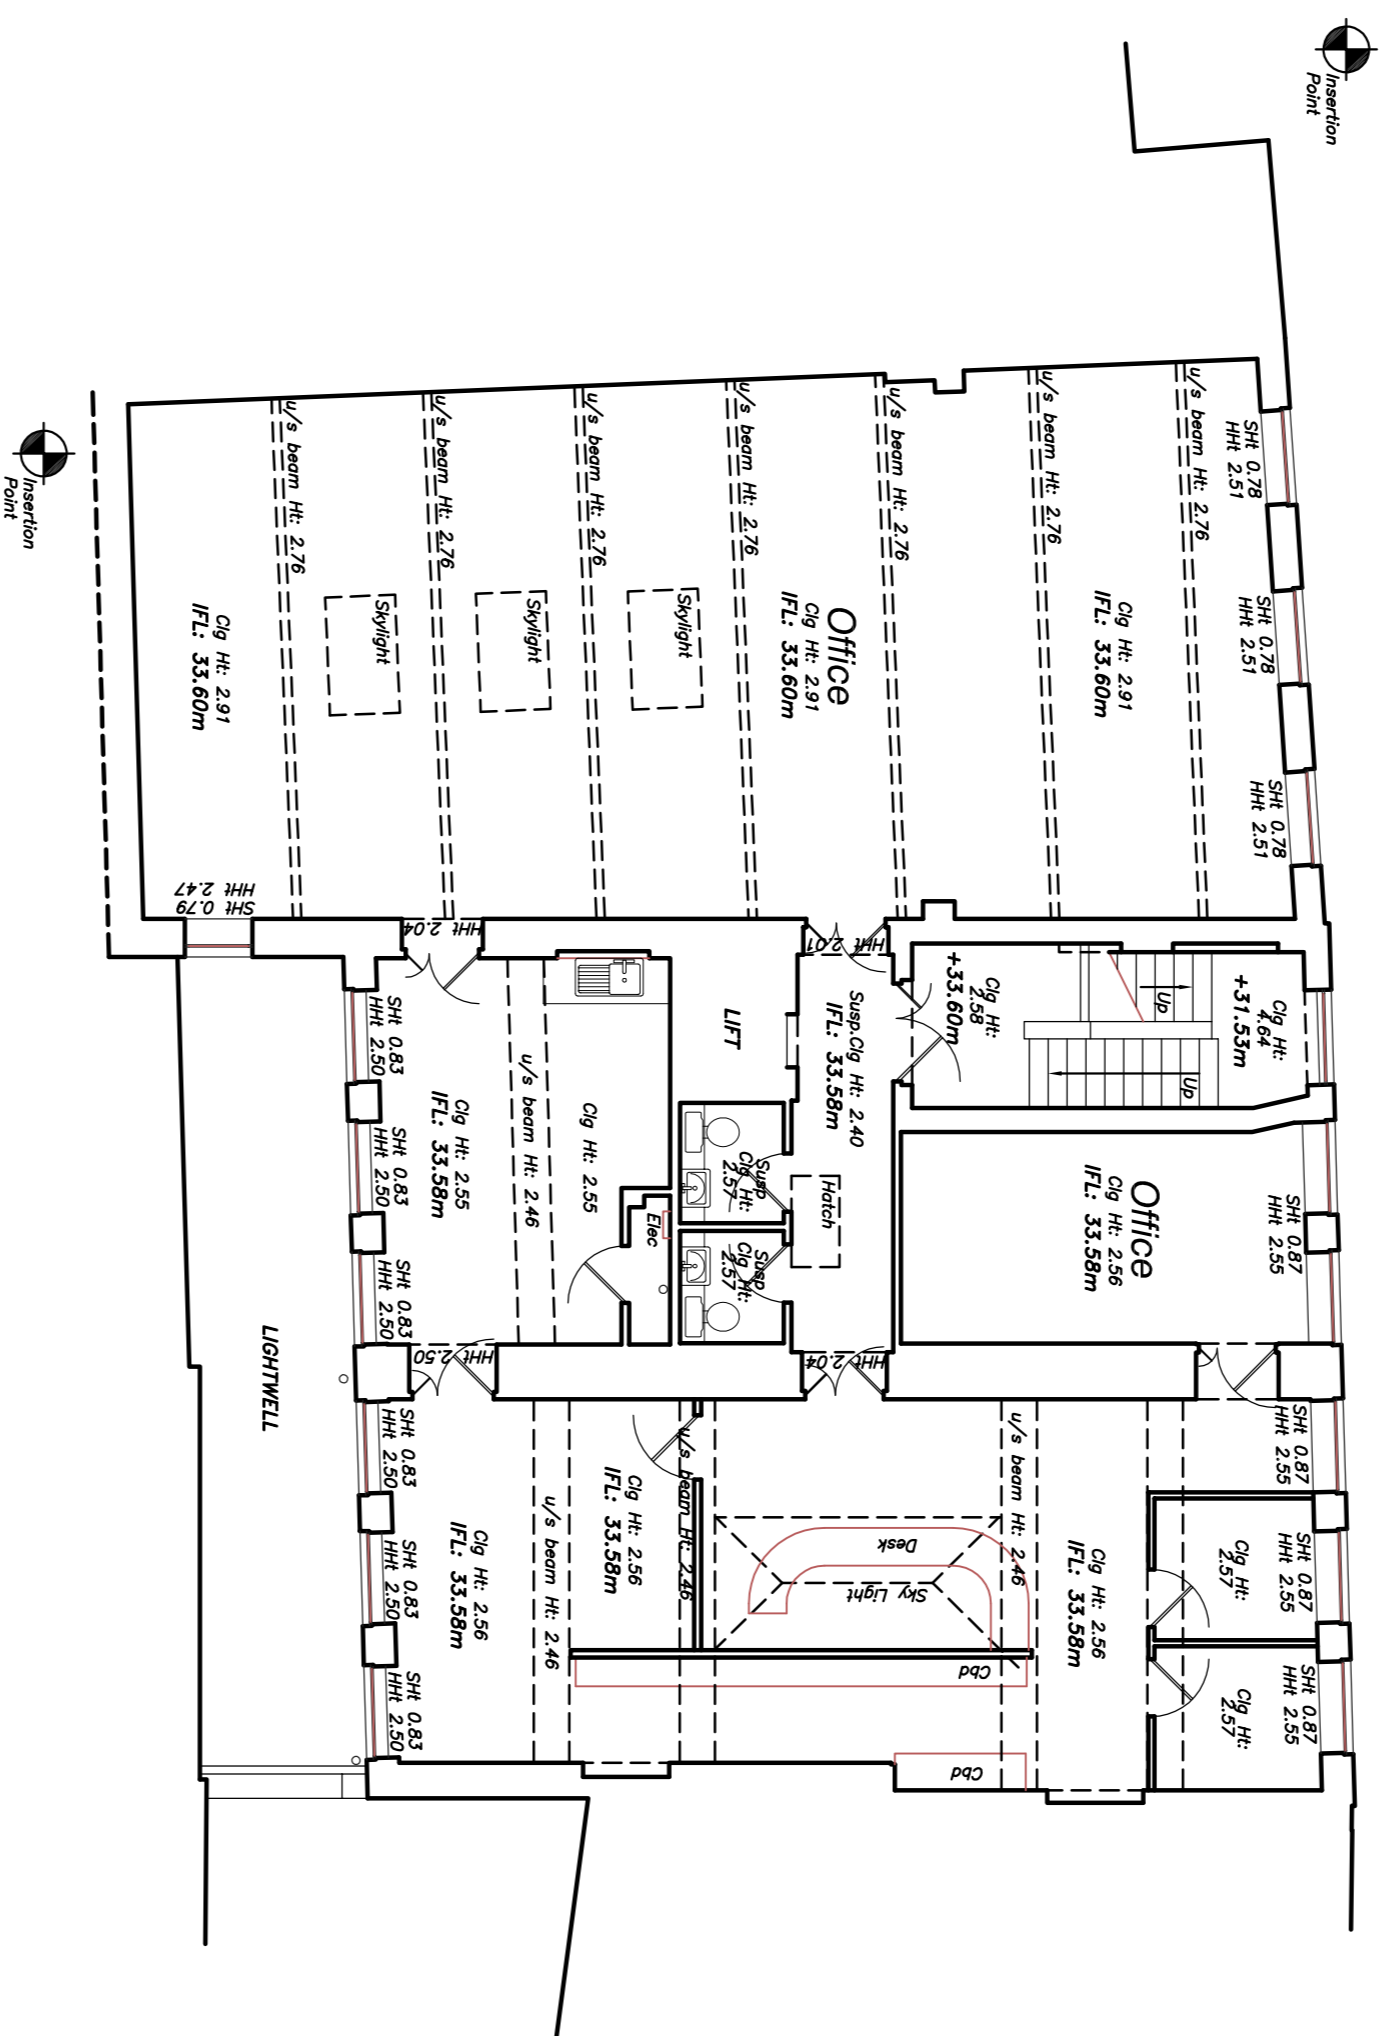 Insertion
Point
SHt 0.78
HHt 2.51
SHt 0.78
HHt 2.51
SHt 0.78
HHt 2.51
u/s beam Ht: 2.76
u/s beam Ht: 2.76
u/s beam Ht: 2.76
u/s beam Ht: 2.76
u/s beam Ht: 2.76
u/s beam Ht: 2.76
u/s beam Ht: 2.76
Clg Ht: 2.91
IFL: 33.60m
Office
Clg Ht: 2.91
IFL: 33.60m
Skylight
Skylight
Skylight
Clg Ht: 2.91
IFL: 33.60m
Insertion
Point
SHt 0.79
HHt 2.47
HHt 2.04
HHt 2.01
Clg Ht:
4.64
+31.53m
Up
Up
Clg Ht:
2.58
+33.60m
Susp.Clg Ht: 2.40
IFL: 33.58m
LIFT
Hatch
Susp
Clg Ht:
2.57
Susp
Clg Ht:
2.57
Elec
Clg Ht: 2.55
u/s beam Ht: 2.46
Clg Ht: 2.55
IFL: 33.58m
SHt 0.83
HHt 2.50
SHt 0.83
HHt 2.50
SHt 0.83
HHt 2.50
Office
Clg Ht: 2.56
IFL: 33.58m
SHt 0.87
HHt 2.55
HHt 2.50
HHt 2.04
LIGHTWELL
SHt 0.87
HHt 2.55
SHt 0.87
HHt 2.55
SHt 0.87
HHt 2.55
Clg Ht:
2.57
Clg Ht:
2.57
u/s beam Ht: 2.46
Clg Ht: 2.56
IFL: 33.58m
Desk
Sky Light
Cbd
Cbd
u/s beam Ht: 2.46
Clg Ht: 2.56
IFL: 33.58m
u/s beam Ht: 2.46
Clg Ht: 2.56
IFL: 33.58m
SHt 0.83
HHt 2.50
SHt 0.83
HHt 2.50
SHt 0.83
HHt 2.50